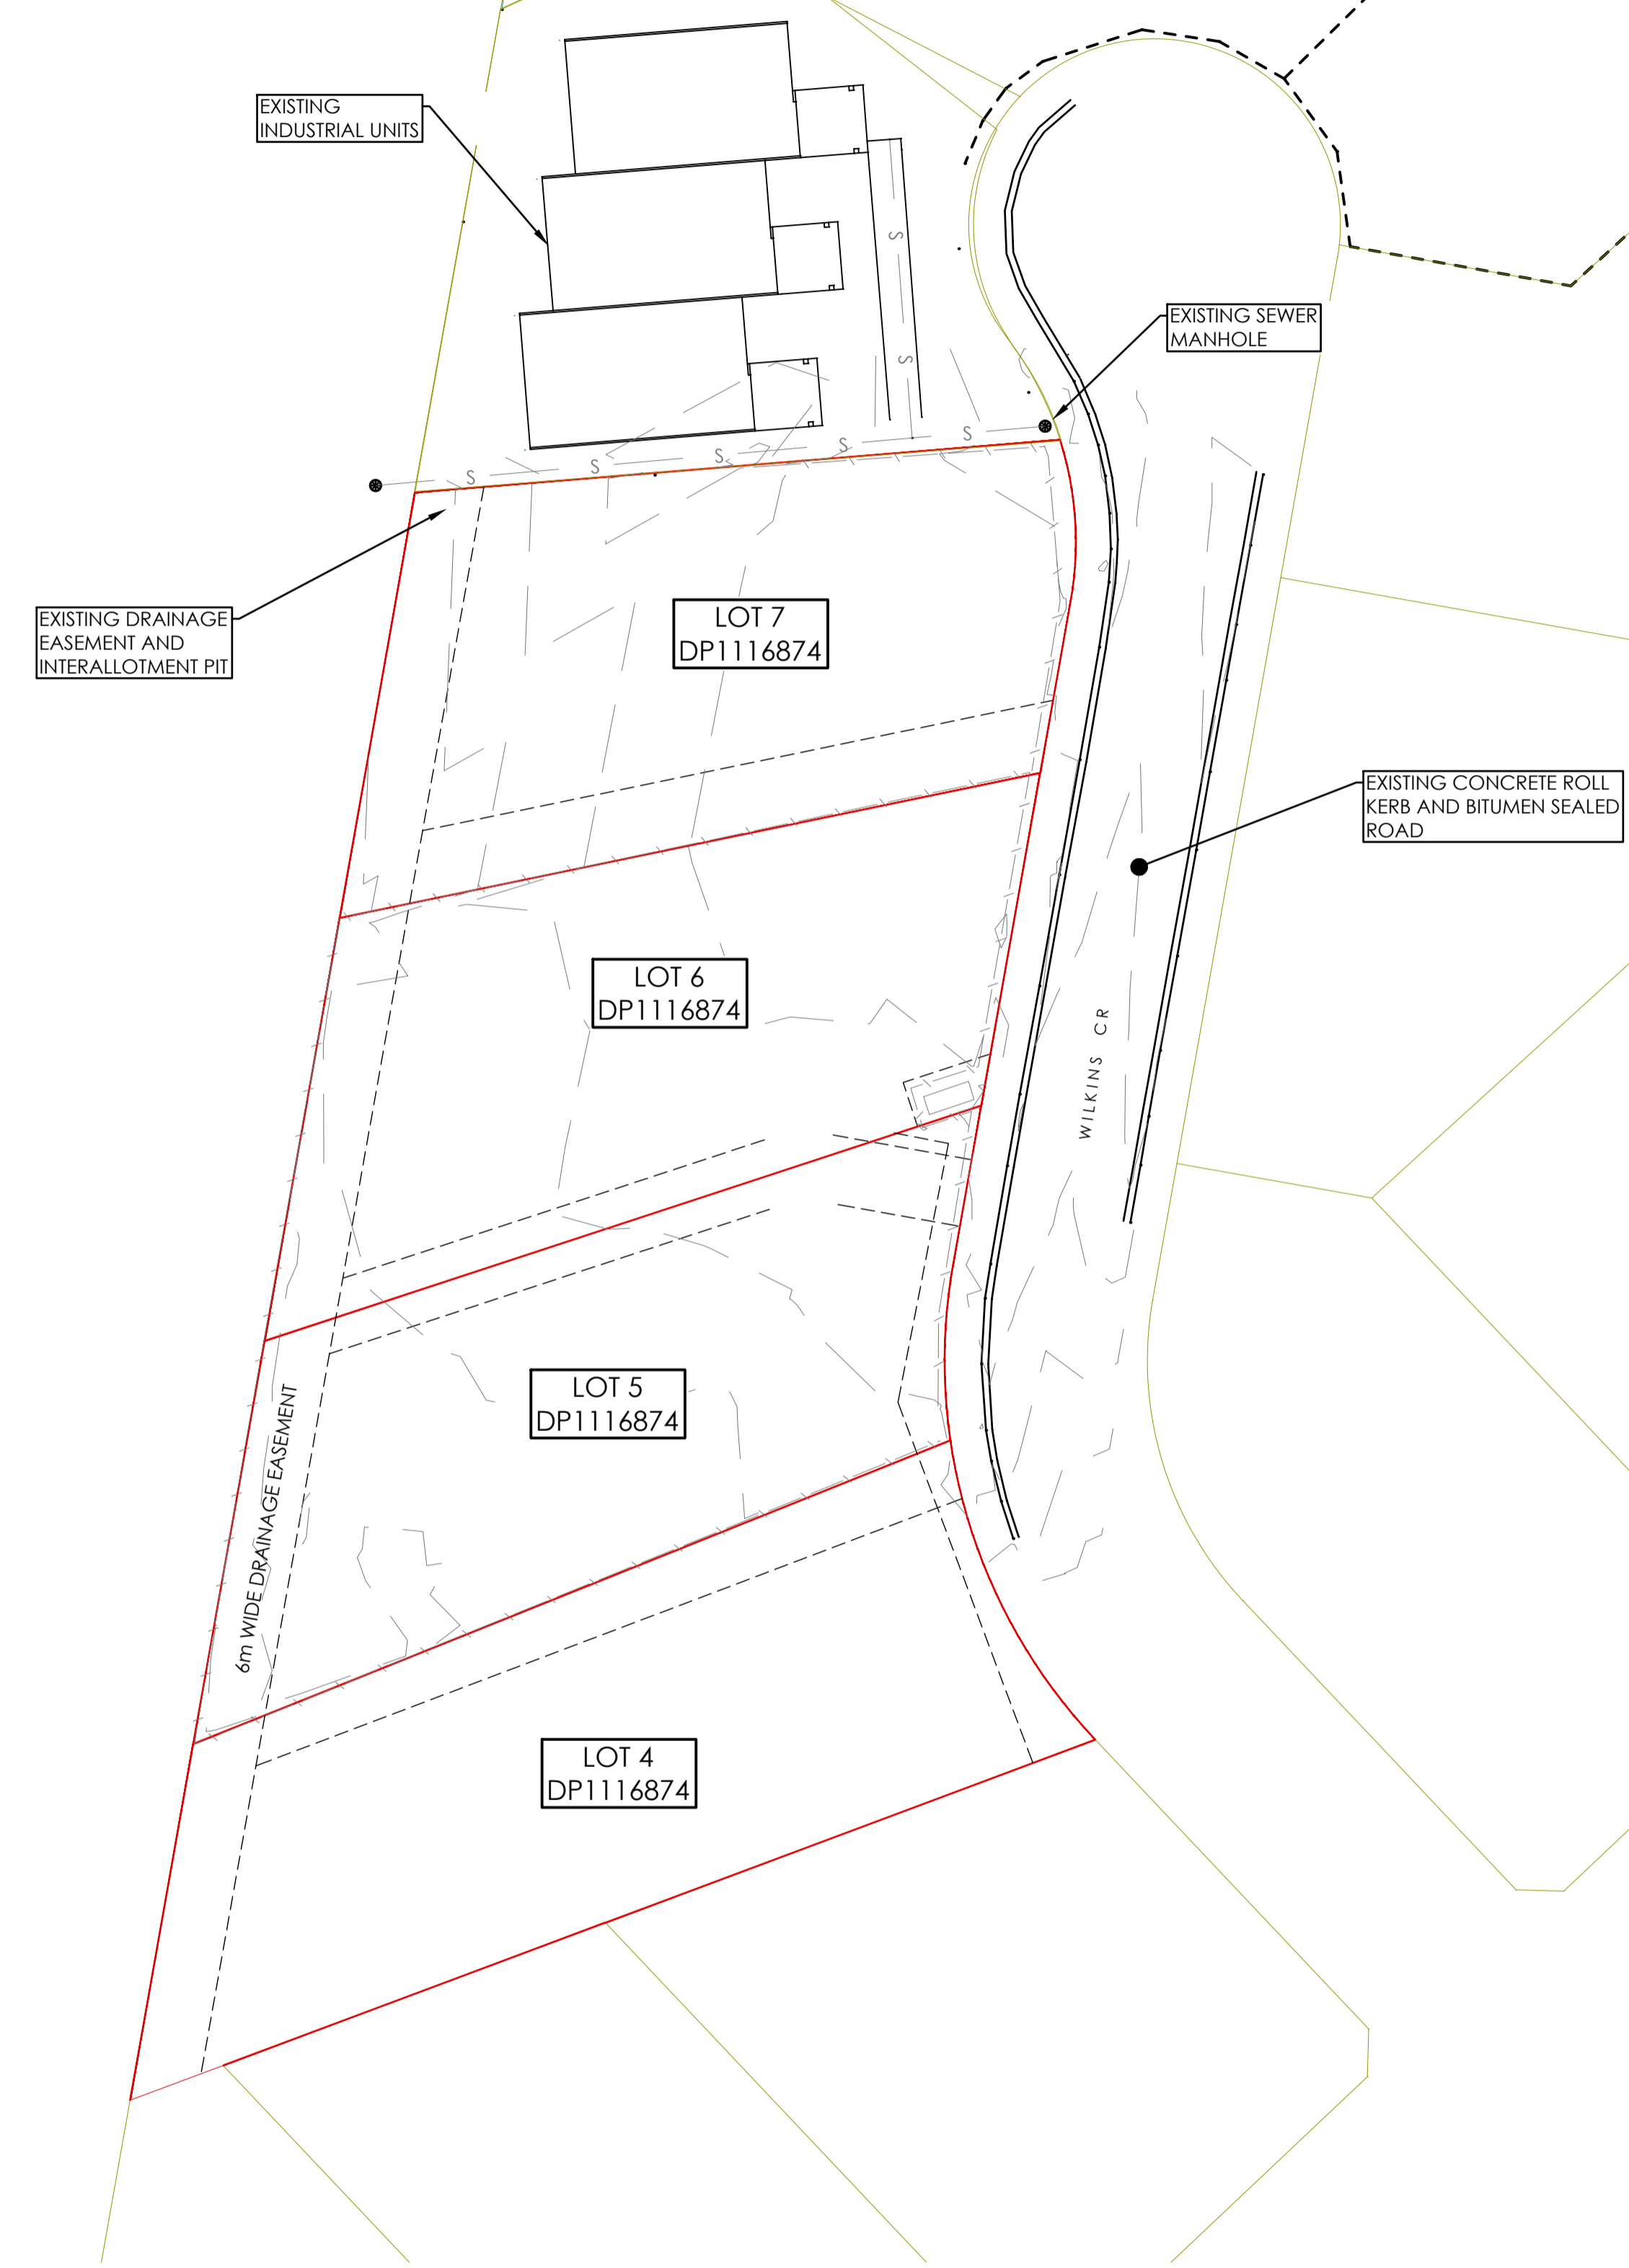 EXISTING
INDUSTRIAL UNITS
S
S
EXISTING SEWER
MANHOLE
S
S
S
S
S
EXISTING DRAINAGE
EASEMENT AND
INTERALLOTMENT PIT
LOT 7
DP1116874
EXISTING CONCRETE ROLL
KERB AND BITUMEN SEALED
ROAD
LOT 6
DP1116874
WILKINS CR
LOT 5
DP1116874
6m WIDE DRAINAGE EASEMENT
LOT 4
DP1116874